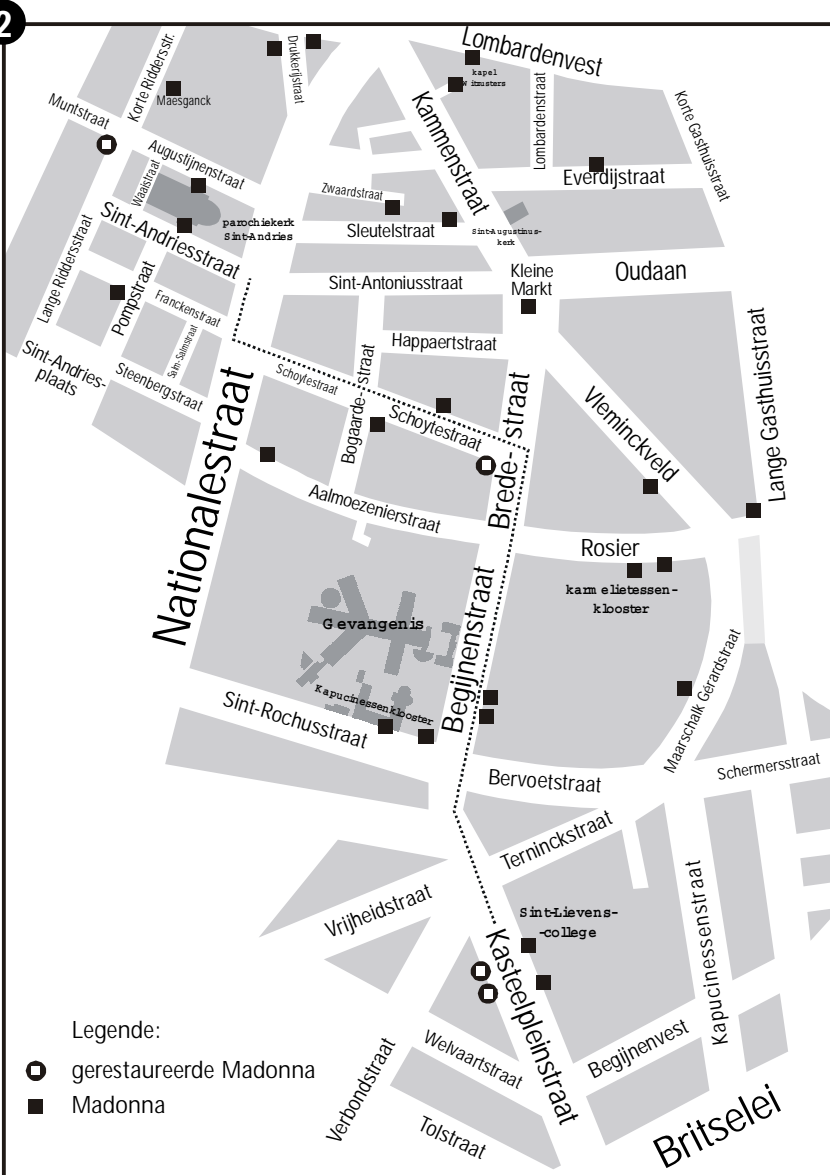 2
Lombardenvest
Drukkerijstraat
Korte Riddersstr.
kapel
Witzusters
Maesganck
Muntstraat
Kammenstraat
Lombardenstraat
Korte Gasthuisstraat
Augustijnenstraat
Waaistraat
Everdijstraat
Zwaardstraat
Sint-Andriesstraat
parochiekerk
Sint-Andries
Sleutelstraat
Sint-Augustinus-
kerk
Lange Riddersstraat
Pompstraat
Franckenstraat
Sint-Antoniusstraat
Kleine
Markt
Oudaan
Salm-Salmstraat
Happaertstraat
Sint-Andries-
plaats
Steenbergstraat
Schoytestraat
Bogaarde-straat
Schoytestraat
Brede-straat
Vleminckveld
Lange Gasthuisstraat
Nationalestraat
Aalmoezenierstraat
Rosier
karmelietessen-
klooster
Gevangenis
Begijnenstraat
Maarschalk Gérardstraat
Kapucinessenklooster
Sint-Rochusstraat
Bervoetstraat
Schermersstraat
Terninckstraat
Vrijheidstraat
Sint-Lievens-
-college
Kasteelpleinstraat
Kapucinessenstraat
Legende:
gerestaureerde Madonna
Madonna
Verbondstraat
Welvaartstraat
Begijnenvest
Tolstraat
Britselei